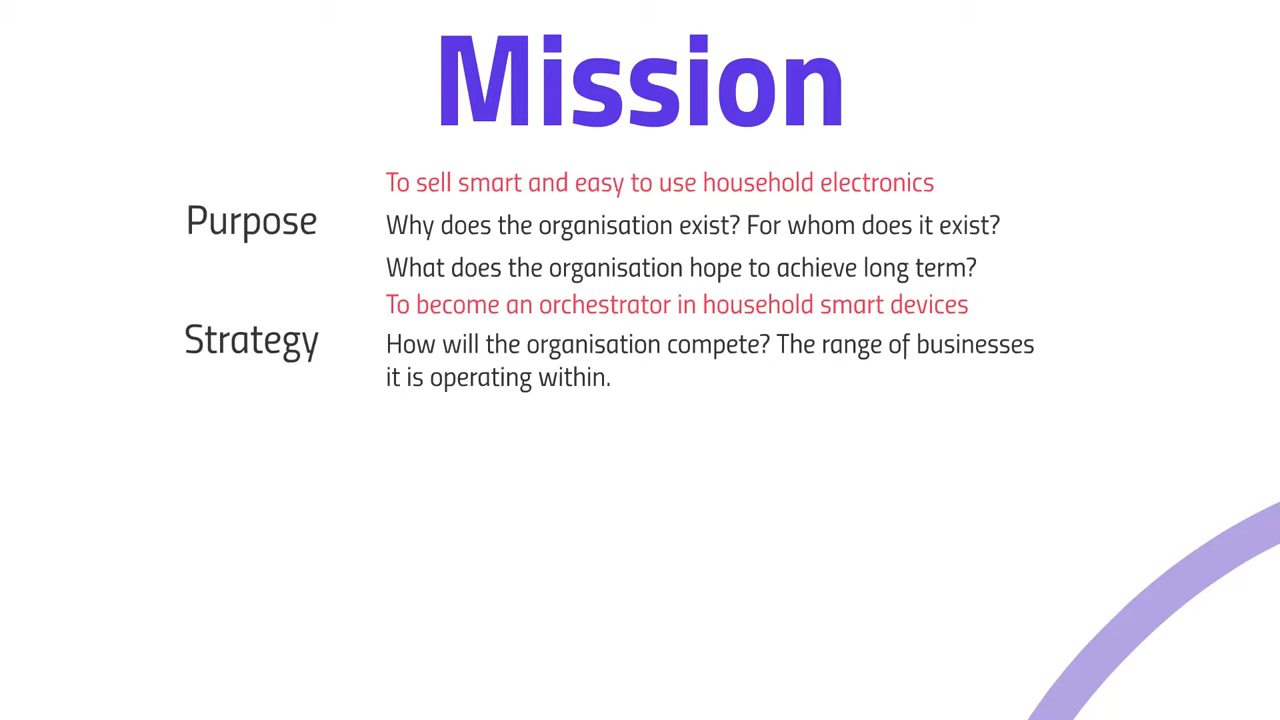 Mission
To sell smart and easy to use household electronics
Purpose
Why does the organisation exist? For whom does it exist?
What does the organisation hope to achieve long term?
To become an orchestrator in household smart devices
Strategy
How will the organisation compete? The range of businesses
it is operating within.